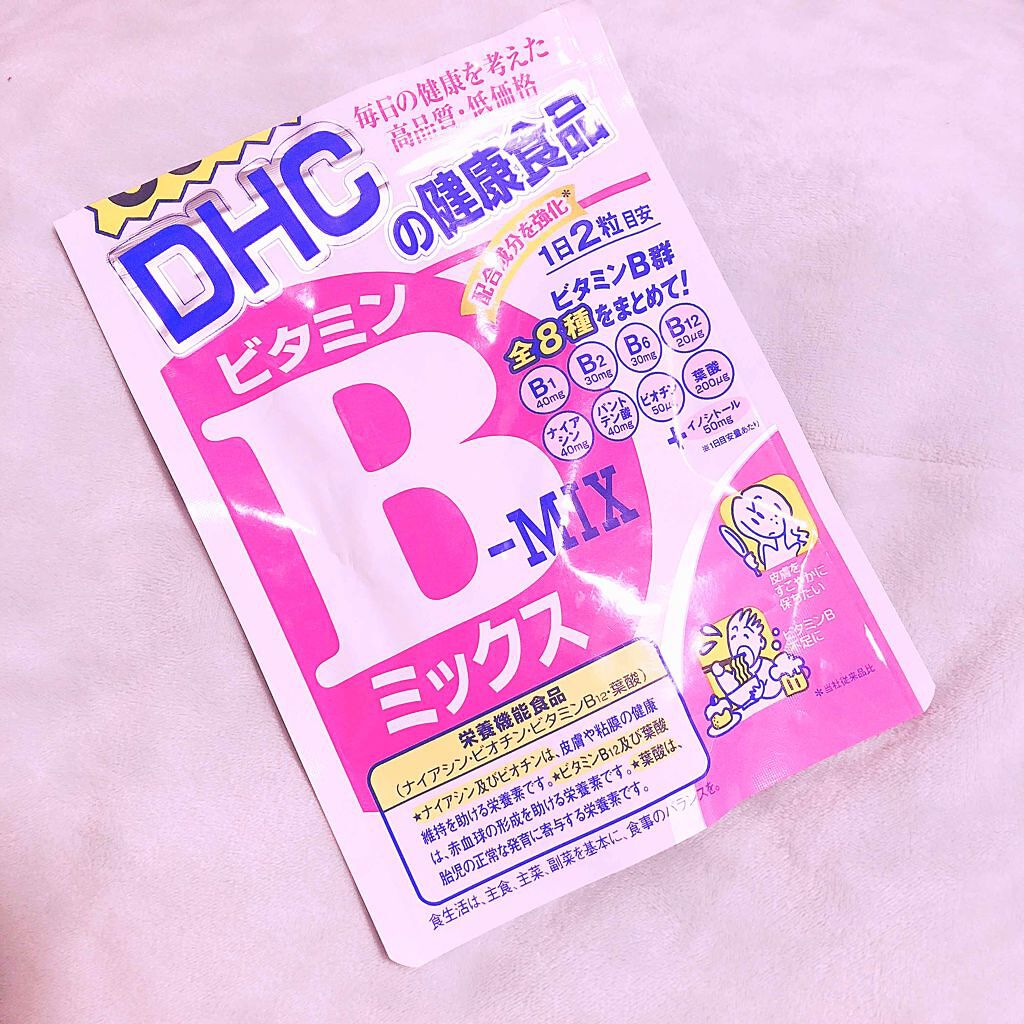 毎日の健康を考えた
高品質・低価格
DHC
の健康食品
配合成分を強化*
1日2粒目安
ビタミンB群
全8種をまとめて!
B1
40mg
B2
30mg
B6
30mg
B12
20μg
ナイア
シン
40mg
パント
テン酸
40mg
ビオチン
50μg
葉酸
200μg
+イノシトール
50mg
※1日目安量あたり
ビタミン
B
-MIX
ミックス
皮膚を
すこやかに
保ちたい
ビタミンB
不足に
*当社従来品比
栄養機能食品
(ナイアシン・ビオチン・ビタミンB12・葉酸)
★ナイアシン及びビオチンは、皮膚や粘膜の健康
維持を助ける栄養素です。★ビタミンB12及び葉酸
は、赤血球の形成を助ける栄養素です。★葉酸は、
胎児の正常な発育に寄与する栄養素です。
食生活は、主食、主菜、副菜を基本に、食事のバランスを。